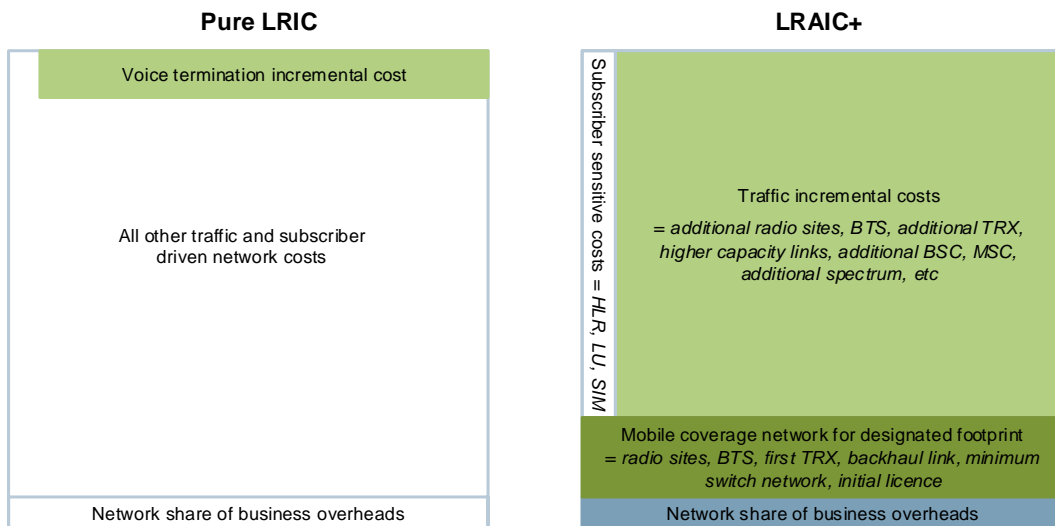 Pure LRIC
Voice termination incremental cost
All other traffic and subscriber
driven network costs
Network share of business overheads
LRAIC+
Subscriber sensitive costs = HLR, LU, SIM
Traffic incremental costs
= additional radio sites, BTS, additional TRX,
higher capacity links, additional BSC, MSC,
additional spectrum, etc
Mobile coverage network for designated footprint
= radio sites, BTS, first TRX, backhaul link, minimum
switch network, initial licence
Network share of business overheads